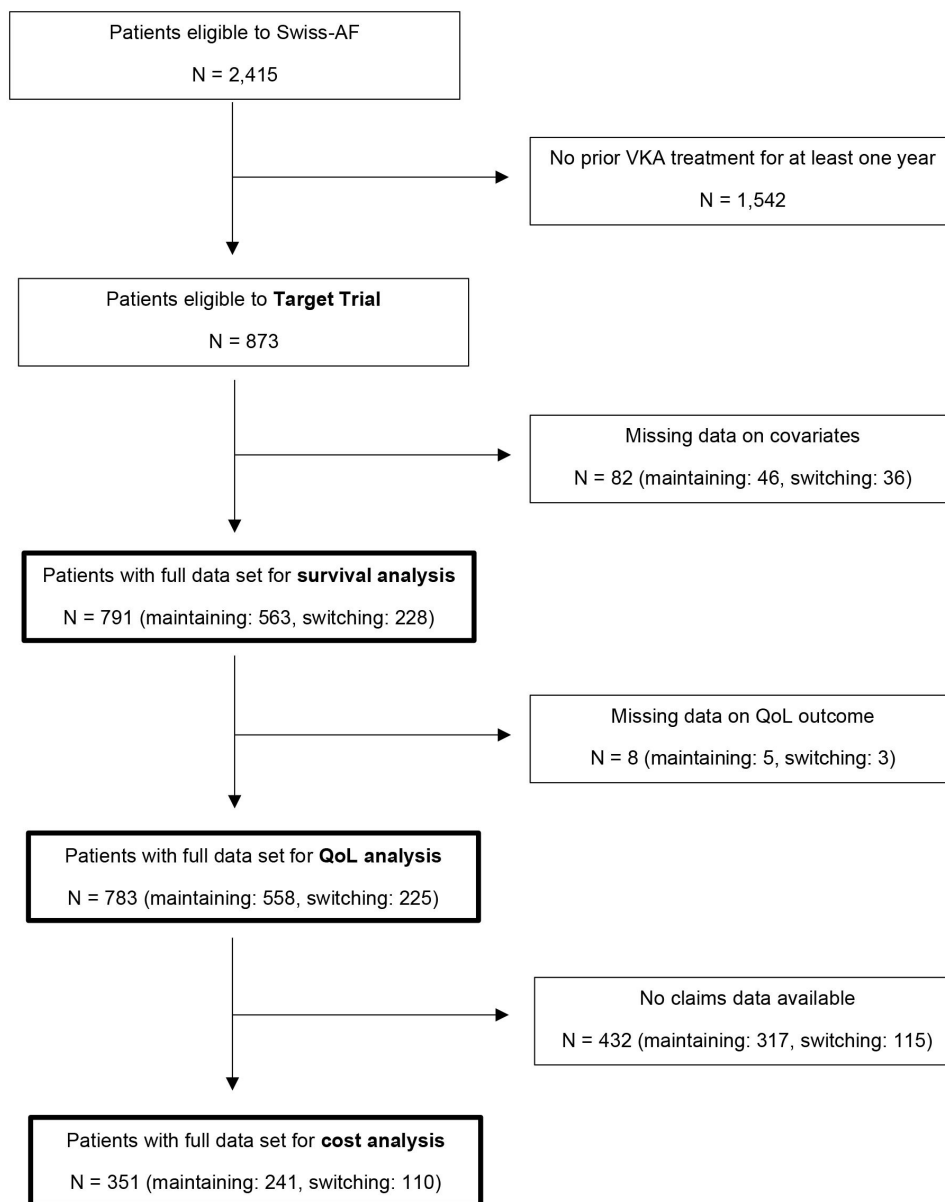 Patients eligible to Swiss-AF
N = 2,415
No prior VKA treatment for at least one year
N = 1,542
Patients eligible to Target Trial
N = 873
Missing data on covariates
N = 82 (maintaining: 46, switching: 36)
Patients with full data set for survival analysis
N = 791 (maintaining: 563, switching: 228)
Missing data on QoL outcome
N = 8 (maintaining: 5, switching: 3)
Patients with full data set for QoL analysis
N = 783 (maintaining: 558, switching: 225)
No claims data available
N = 432 (maintaining: 317, switching: 115)
Patients with full data set for cost analysis
N = 351 (maintaining: 241, switching: 110)